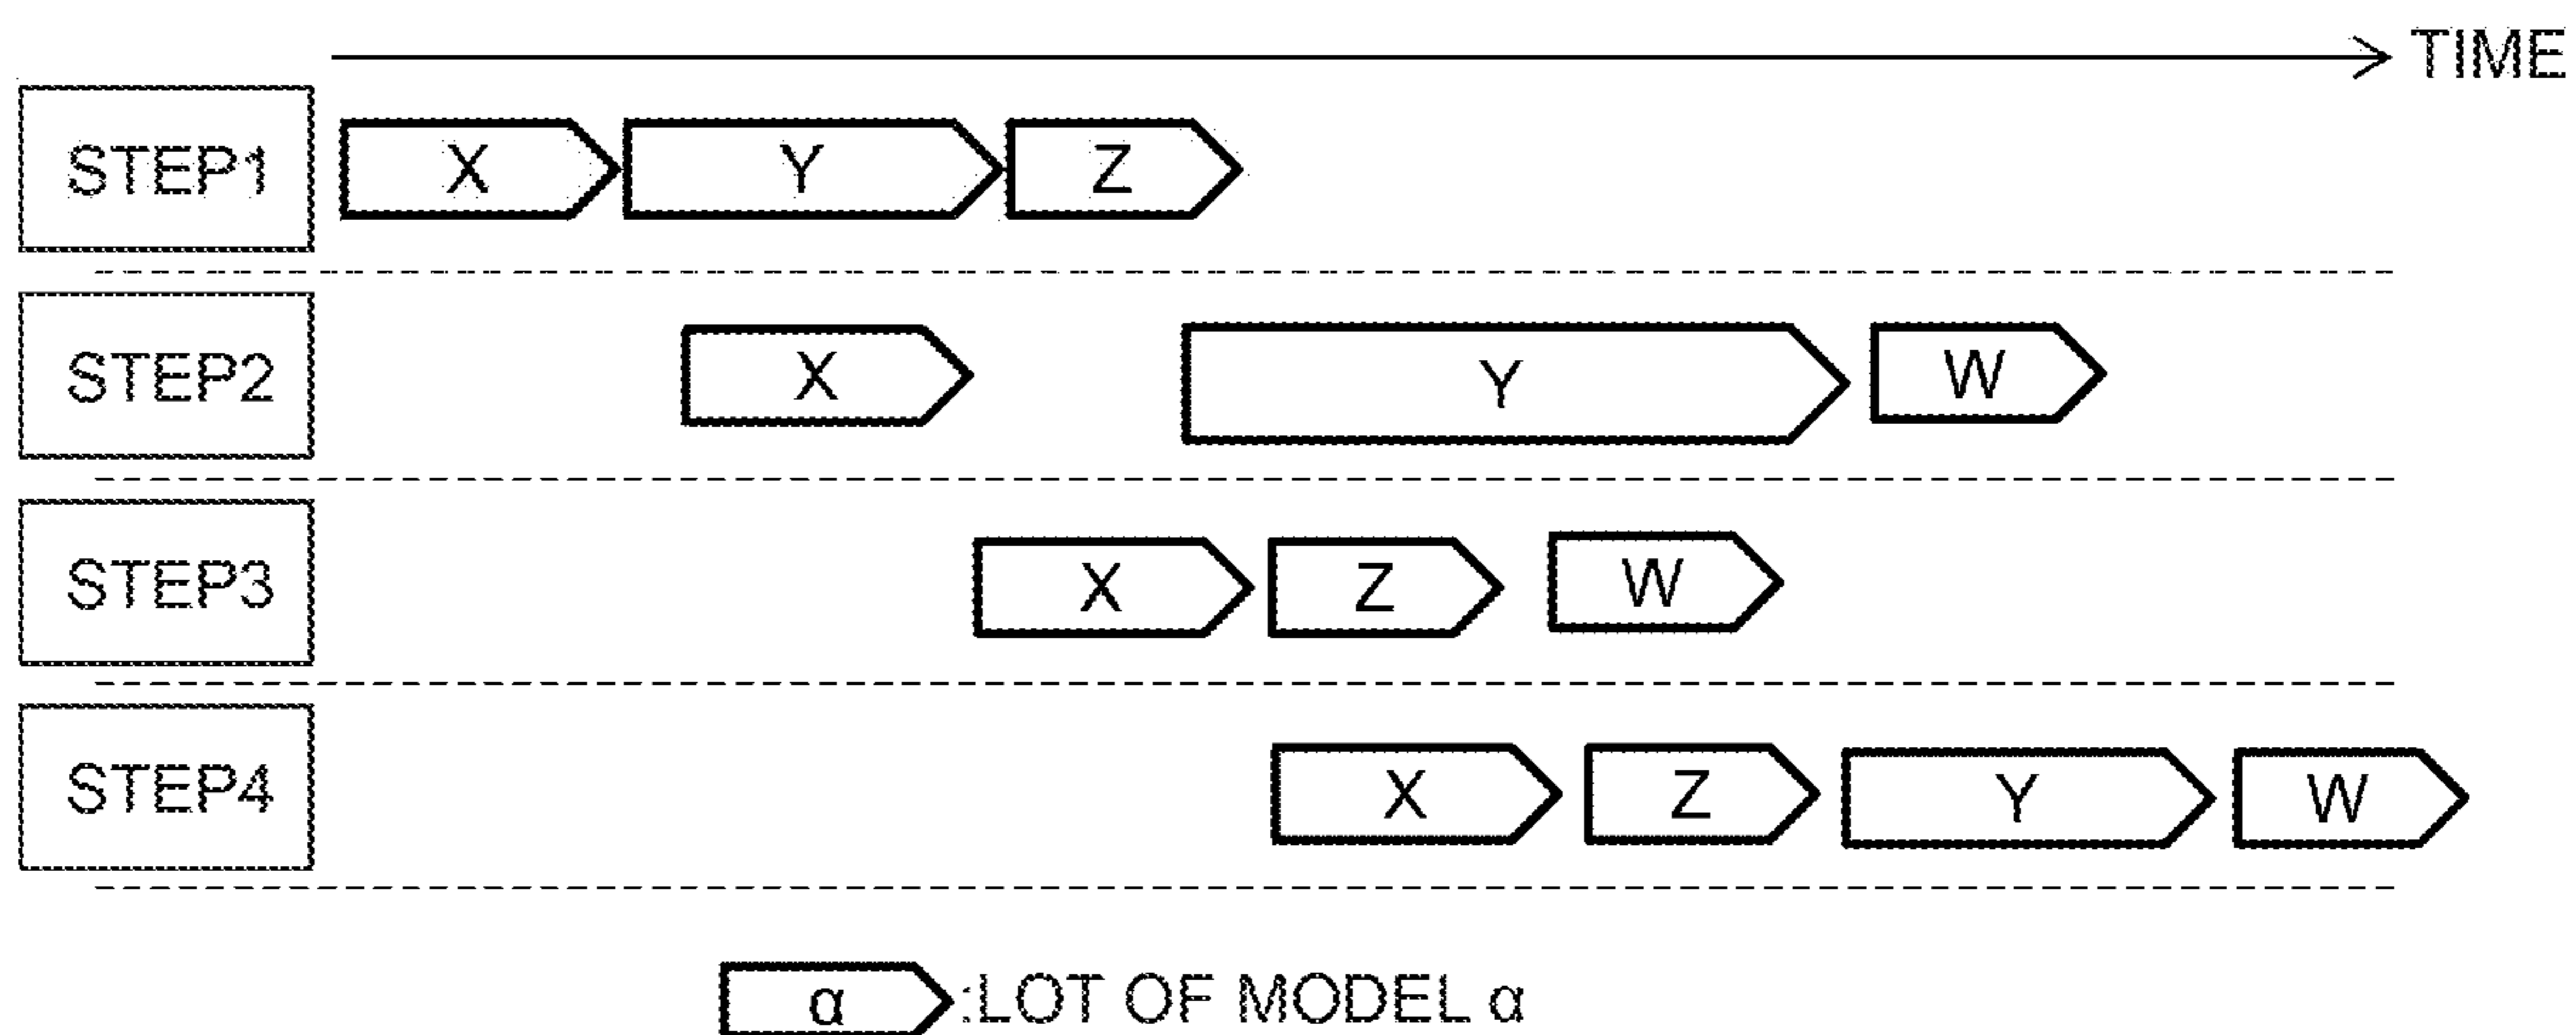 TIME
STEP1 X Y Z
STEP2 X Y W
STEP3 X Z W
STEP4 X Z Y W
α :LOT OF MODEL α